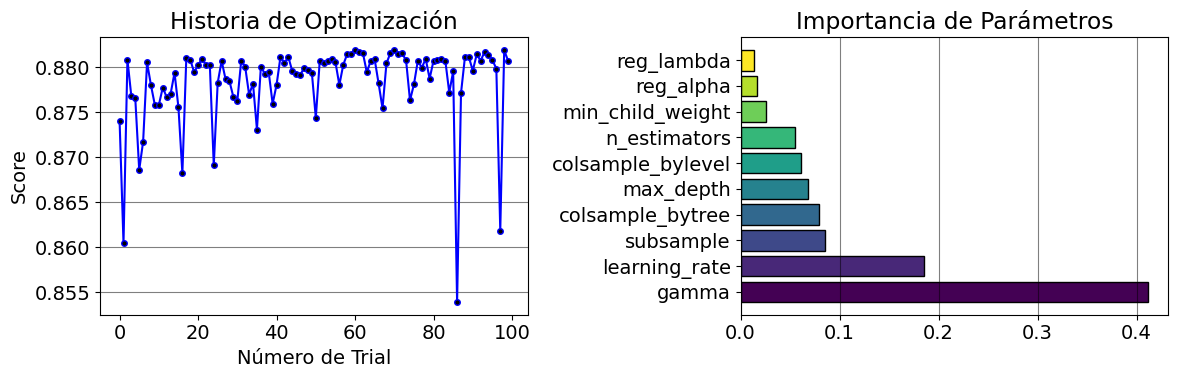 Historia de Optimización
Score
0.880
0.875
0.870
0.865
0.860
0.855
0
20
40
60
80
100
Número de Trial
Importancia de Parámetros
reg_lambda
reg_alpha
min_child_weight
n_estimators
colsample_bylevel
max_depth
colsample_bytree
subsample
learning_rate
gamma
0.0
0.1
0.2
0.3
0.4